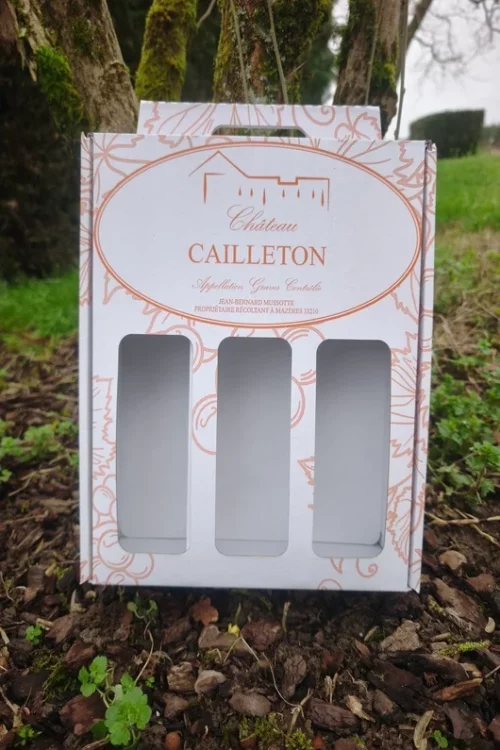 Château
CAILLETON
Appellation Graves Contrôlée
JEAN-BERNARD MUSSOTTE
PROPRIÉTAIRE RÉCOLTANT À MAZÈRES 33210